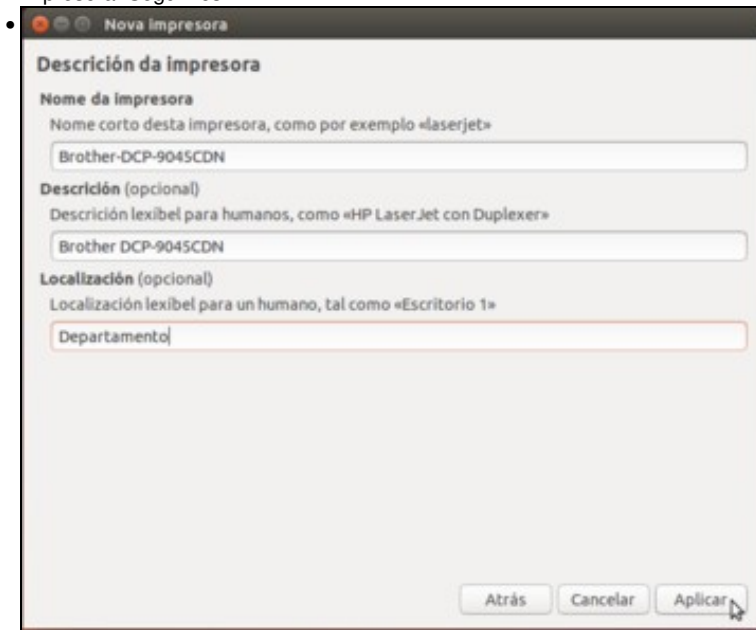 Nova impresora
Descrición da impresora
Nome da impresora
Nome corto desta impresora, como por exemplo «laserjet»
Brother-DCP-9045CDN
Descrición (opcional)
Descrición lexíbel para humanos, como «HP LaserJet con Duplexer»
Brother DCP-9045CDN
Localización (opcional)
Localización lexíbel para un humano, tal como «Escritorio 1»
Departamento
Atrás Cancelar Aplicar